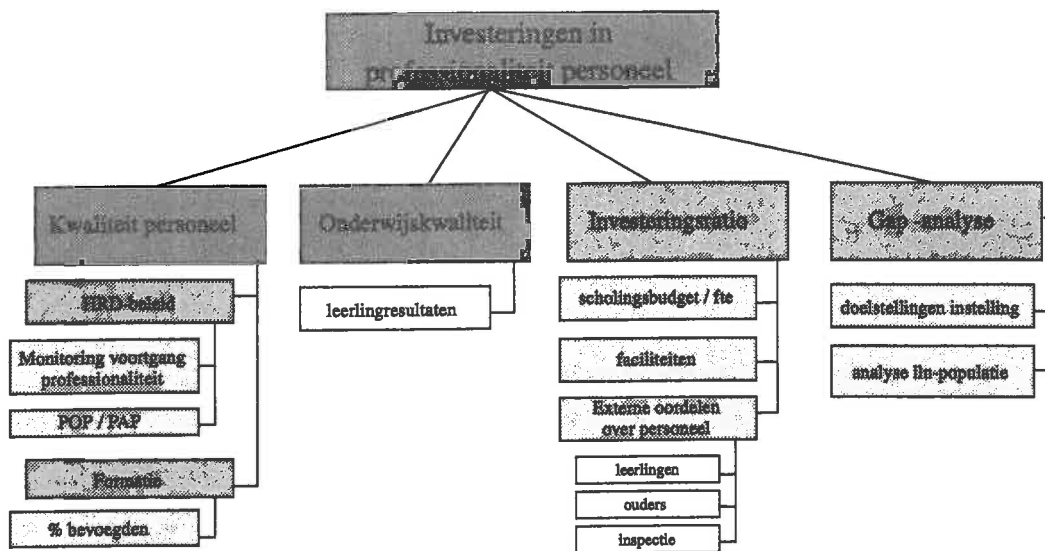 Investeringen in
professionaliteit personeel
Kwaliteit personeel
HRD-beleid
Monitoring voortgang
professionaliteit
POP / PAP
Formatie
% bevoegden
Onderwijskwaliteit
leerlingresultaten
Investeringsratio
scholingsbudget / fte
faciliteiten
Externe oordelen
over personeel
leerlingen
ouders
inspectie
Gap analyse
doelstellingen instelling
analyse lln-populatie